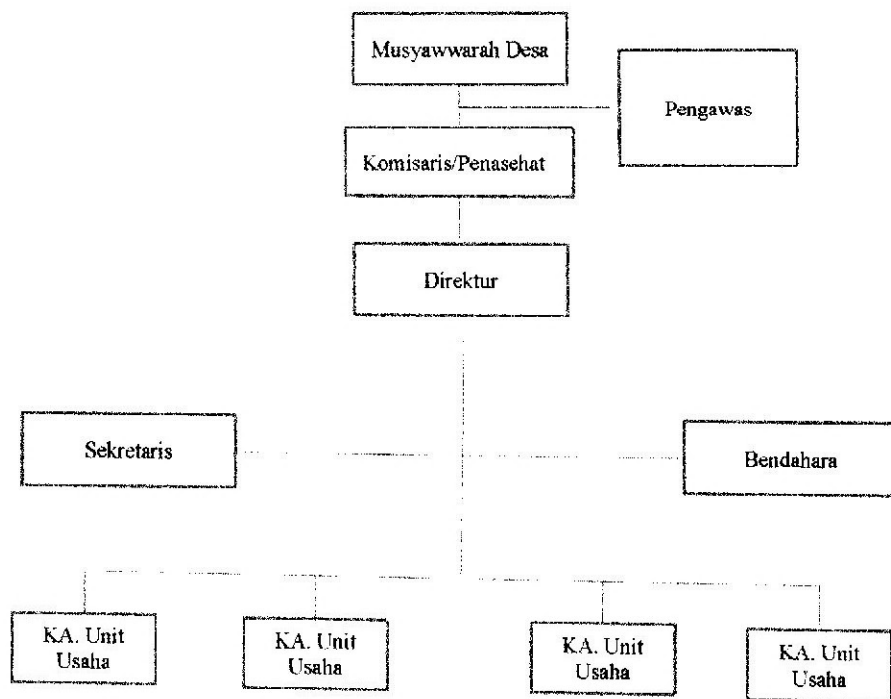 Musyawwarah Desa
Pengawas
Komisaris/Penasehat
Direktur
Sekretaris
Bendahara
KA. Unit
Usaha
KA. Unit
Usaha
KA. Unit
Usaha
KA. Unit
Usaha